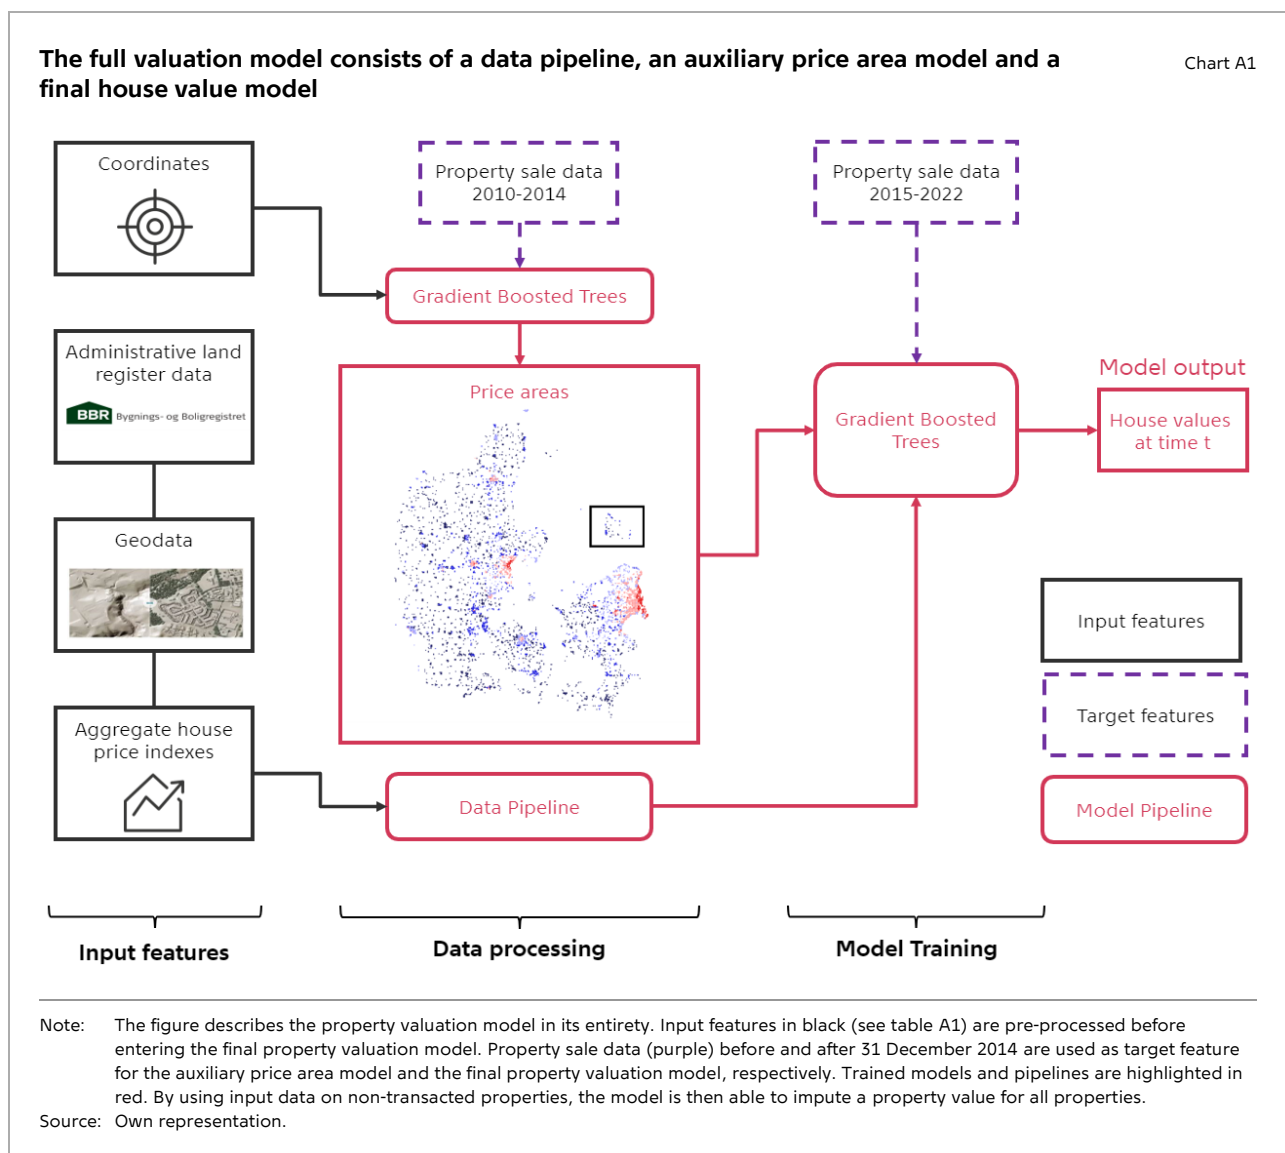 The full valuation model consists of a data pipeline, an auxiliary price area model and a
final house value model
Chart A1
Coordinates
Property sale data
2010-2014
Property sale data
2015-2022
Gradient Boosted Trees
Administrative land
register data
BBR Bygnings- og Boligregistret
Price areas
Gradient Boosted
Trees
Model output
House values
at time t
Geodata
Input features
Target features
Aggregate house
price indexes
Data Pipeline
Model Pipeline
Input features
Data processing
Model Training
Note: The figure describes the property valuation model in its entirety. Input features in black (see table A1) are pre-processed before
entering the final property valuation model. Property sale data (purple) before and after 31 December 2014 are used as target feature
for the auxiliary price area model and the final property valuation model, respectively. Trained models and pipelines are highlighted in
red. By using input data on non-transacted properties, the model is then able to impute a property value for all properties.
Source: Own representation.